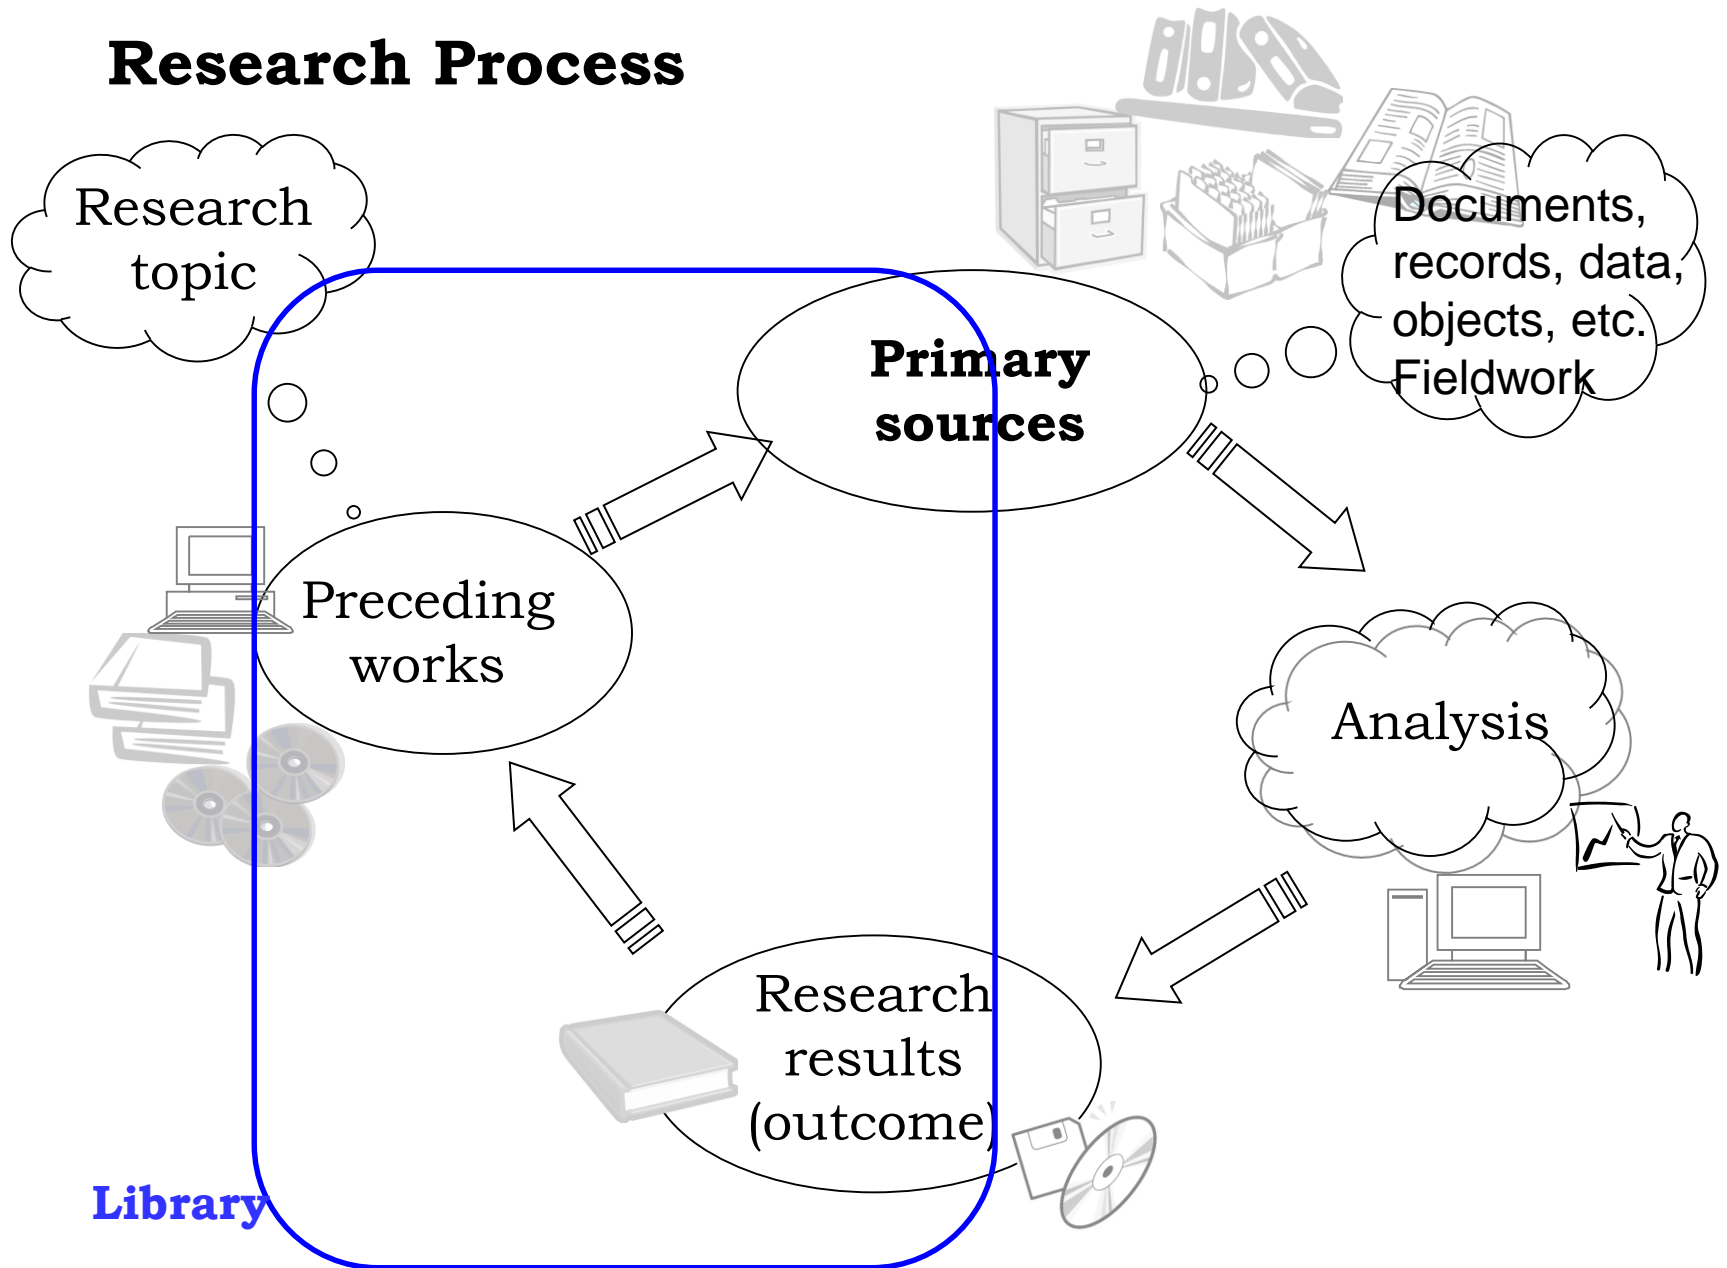 Research Process
Research
topic
Documents,
records, data,
objects, etc.
Fieldwork
Primary
sources
Preceding
works
Analysis
Research
results
(outcome)
Library